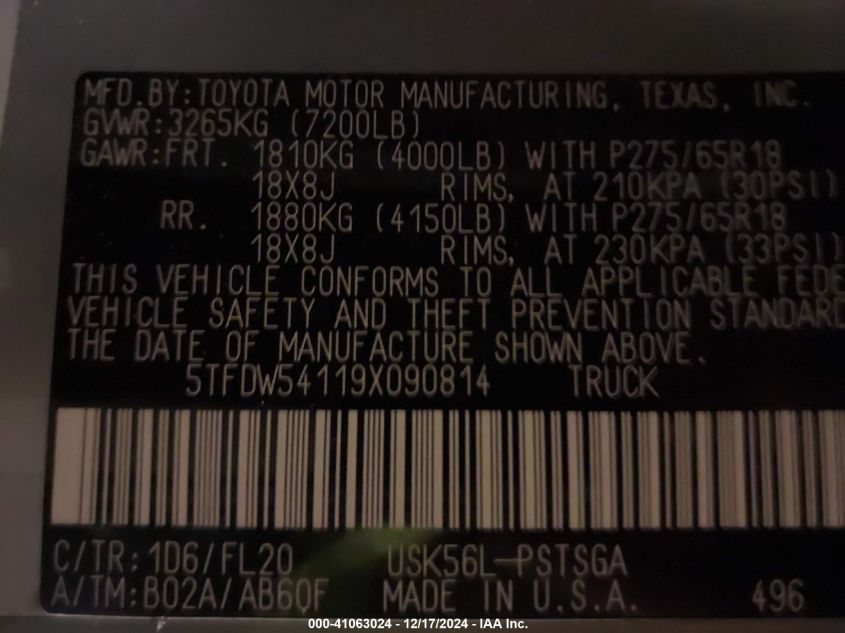 MFD.BY:TOYOTA MOTOR MANUFACTURING, TEXAS, INC.
GVWR:3265KG (7200LB)
GAWR:FRT. 1810KG (4000LB) WITH P275/65R18
18X8J RIMS, AT 210KPA (30PSI)
RR. 1880KG (4150LB) WITH P275/65R18
18X8J RIMS, AT 230KPA (33PSI)
THIS VEHICLE CONFORMS TO ALL APPLICABLE FEDE
VEHICLE SAFETY AND THEFT PREVENTION STANDARD
THE DATE OF MANUFACTURE SHOWN ABOVE.
5TFDW54119X090814 TRUCK
C/TR:1D6/FL20 USK56L-PSTSGA
A/TM:B02A/AB60F MADE IN U.S.A. 496
000-41063024 - 12/17/2024 - IAA Inc.